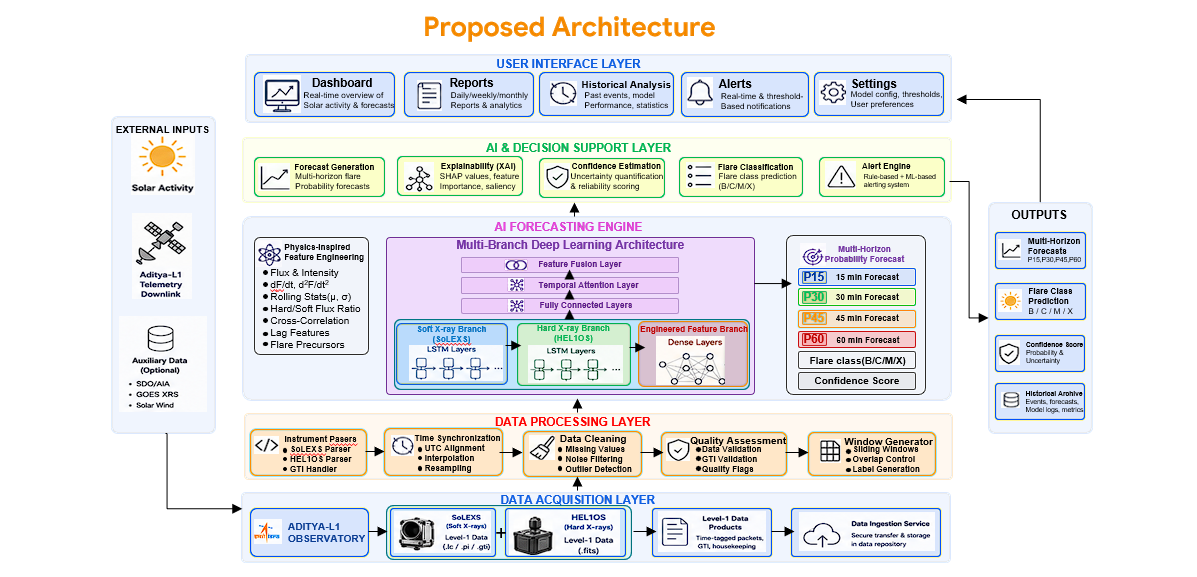 Proposed Architecture
USER INTERFACE LAYER
Dashboard
Real-time overview of
Solar activity & forecasts
Reports
Daily/weekly/monthly
Reports & analytics
Historical Analysis
Past events, model
Performance, statistics
Alerts
Real-time & threshold-
Based notifications
Settings
Model config, thresholds,
User preferences
EXTERNAL INPUTS
Solar Activity
Aditya-L1
Telemetry
Downlink
Auxiliary Data
(Optional)
• SDO/AIA
• GOES XRS
• Solar Wind
AI & DECISION SUPPORT LAYER
Forecast Generation
Multi-horizon flare
Probability forecasts
Explainability (XAI)
SHAP values, feature
Importance, saliency
Confidence Estimation
Uncertainty quantification
& reliability scoring
Flare Classification
Flare class prediction
(B/C/M/X)
Alert Engine
Rule-based + ML-based
alerting system
AI FORECASTING ENGINE
Physics-Inspired
Feature Engineering
● Flux & Intensity
● dF/dt, d²F/dt²
● Rolling Stats(μ, σ)
● Hard/Soft Flux Ratio
● Cross-Correlation
● Lag Features
● Flare Precursors
Multi-Branch Deep Learning Architecture
Feature Fusion Layer
Temporal Attention Layer
Fully Connected Layers
Soft X-ray Branch
(SoLEXS)
LSTM Layers
...
Hard X-ray Branch
(HEL1OS)
LSTM Layers
...
Engineered Feature Branch
Dense Layers
Multi-Horizon
Probability Forecast
P15 15 min Forecast
P30 30 min Forecast
P45 45 min Forecast
P60 60 min Forecast
Flare class(B/C/M/X)
Confidence Score
OUTPUTS
Multi-Horizon
Forecasts
P15,P30,P45,P60
Flare Class
Prediction
B / C / M / X
Confidence Score
Probability &
Uncertainty
Historical Archive
Events, forecasts,
Model logs, metrics
DATA PROCESSING LAYER
Instrument Pasers
● SoLEXS Parser
● HEL1OS Parser
● GTI Handler
Time Synchronization
● UTC Alignment
● Interpolation
● Resampling
Data Cleaning
● Missing Values
● Noise Filtering
● Outlier Detection
Quality Assessment
● Data Validation
● GTI Validation
● Quality Flags
Window Generator
● Sliding Windows
● Overlap Control
● Label Generation
DATA ACQUISITION LAYER
ADITYA-L1
OBSERVATORY
SoLEXS
(Soft X-rays)
Level-1 Data
(.lc / .pi / .gti)
+
HEL1OS
(Hard X-rays)
Level-1 Data
(.fits)
Level-1 Data
Products
Time-tagged packets,
GTI, housekeeping
Data Ingestion Service
Secure transfer & storage
in data repository